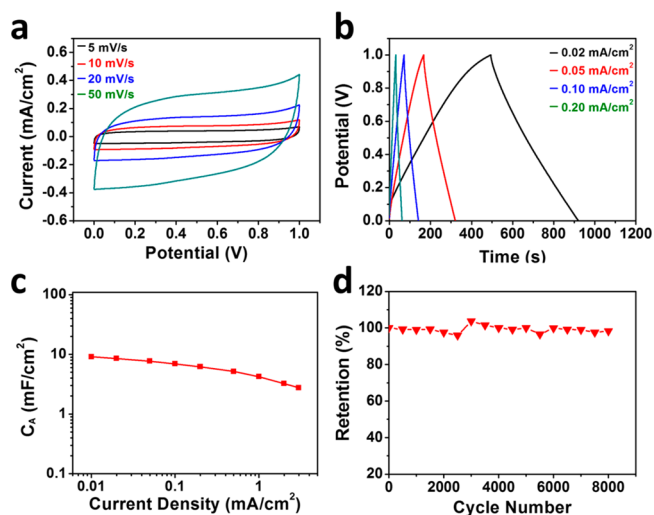 a
5 mV/s
10 mV/s
20 mV/s
50 mV/s
0.6
0.4
0.2
0.0
-0.2
-0.4
-0.6
Current (mA/cm²)
0.0 0.2 0.4 0.6 0.8 1.0
Potential (V)
b
0.02 mA/cm²
0.05 mA/cm²
0.10 mA/cm²
0.20 mA/cm²
1.2
1.0
0.8
0.6
0.4
0.2
0.0
Potential (V)
0 200 400 600 800 1000 1200
Time (s)
c
100
10
1
0.1
C_A (mF/cm²)
0.01 0.1 1
Current Density (mA/cm²)
d
120
100
80
60
40
20
Retention (%)
0 2000 4000 6000 8000
Cycle Number